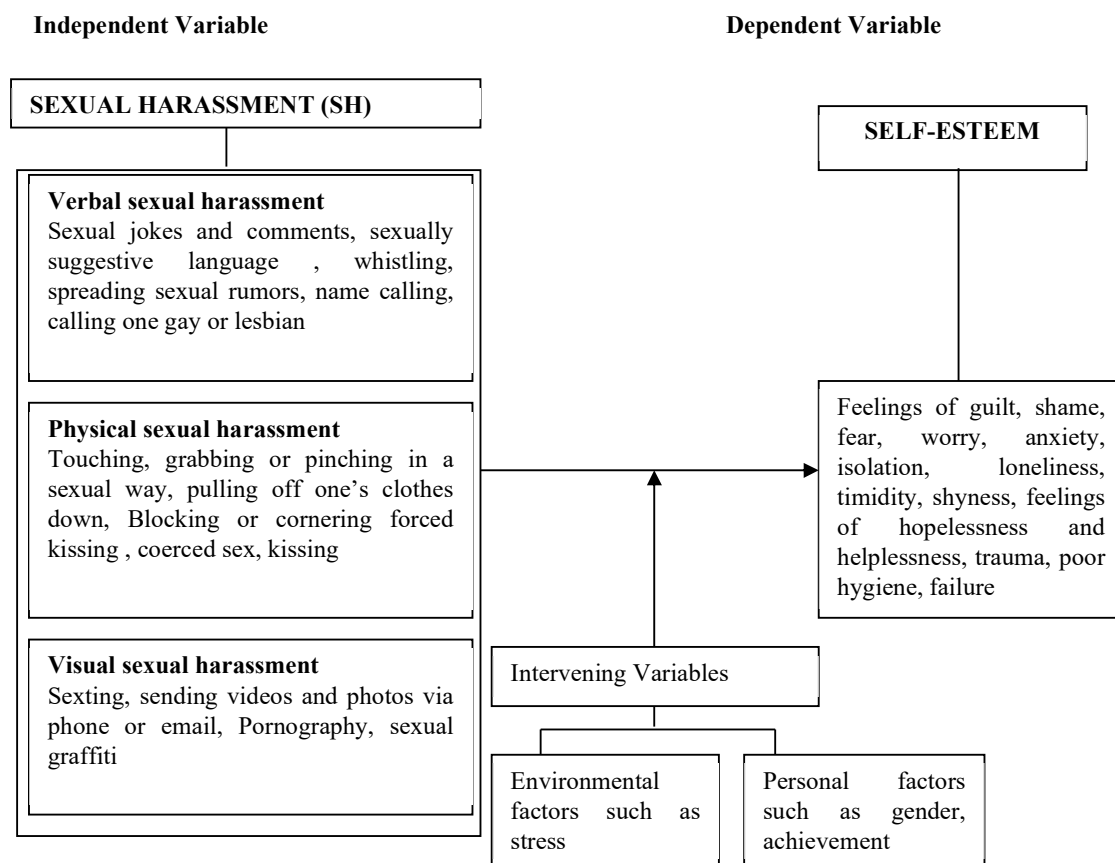 Independent Variable
Dependent Variable
SEXUAL HARASSMENT (SH)
SELF-ESTEEM
Verbal sexual harassment
Sexual jokes and comments, sexually
suggestive language , whistling,
spreading sexual rumors, name calling,
calling one gay or lesbian
Physical sexual harassment
Touching, grabbing or pinching in a
sexual way, pulling off one’s clothes
down, Blocking or cornering forced
kissing , coerced sex, kissing
Visual sexual harassment
Sexting, sending videos and photos via
phone or email, Pornography, sexual
graffiti
Feelings of guilt, shame,
fear, worry, anxiety,
isolation, loneliness,
timidity, shyness, feelings
of hopelessness and
helplessness, trauma, poor
hygiene, failure
Intervening Variables
Environmental
factors such as
stress
Personal factors
such as gender,
achievement